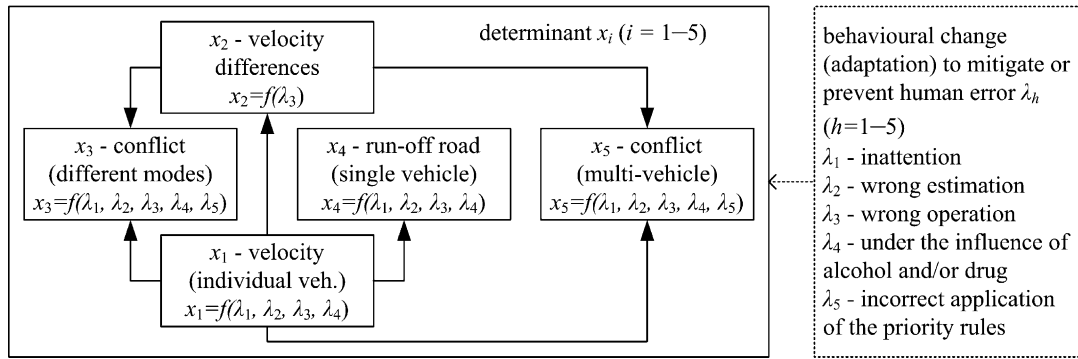 determinant xᵢ (i = 1–5)
x₂ - velocity
differences
x₂=f(λ₃)
x₃ - conflict
(different modes)
x₃=f(λ₁, λ₂, λ₃, λ₄, λ₅)
x₄ - run-off road
(single vehicle)
x₄=f(λ₁, λ₂, λ₃, λ₄)
x₅ - conflict
(multi-vehicle)
x₅=f(λ₁, λ₂, λ₃, λ₄, λ₅)
x₁ - velocity
(individual veh.)
x₁=f(λ₁, λ₂, λ₃, λ₄)
behavioural change
(adaptation) to mitigate or
prevent human error λₕ
(h=1–5)
λ₁ - inattention
λ₂ - wrong estimation
λ₃ - wrong operation
λ₄ - under the influence of
alcohol and/or drug
λ₅ - incorrect application
of the priority rules